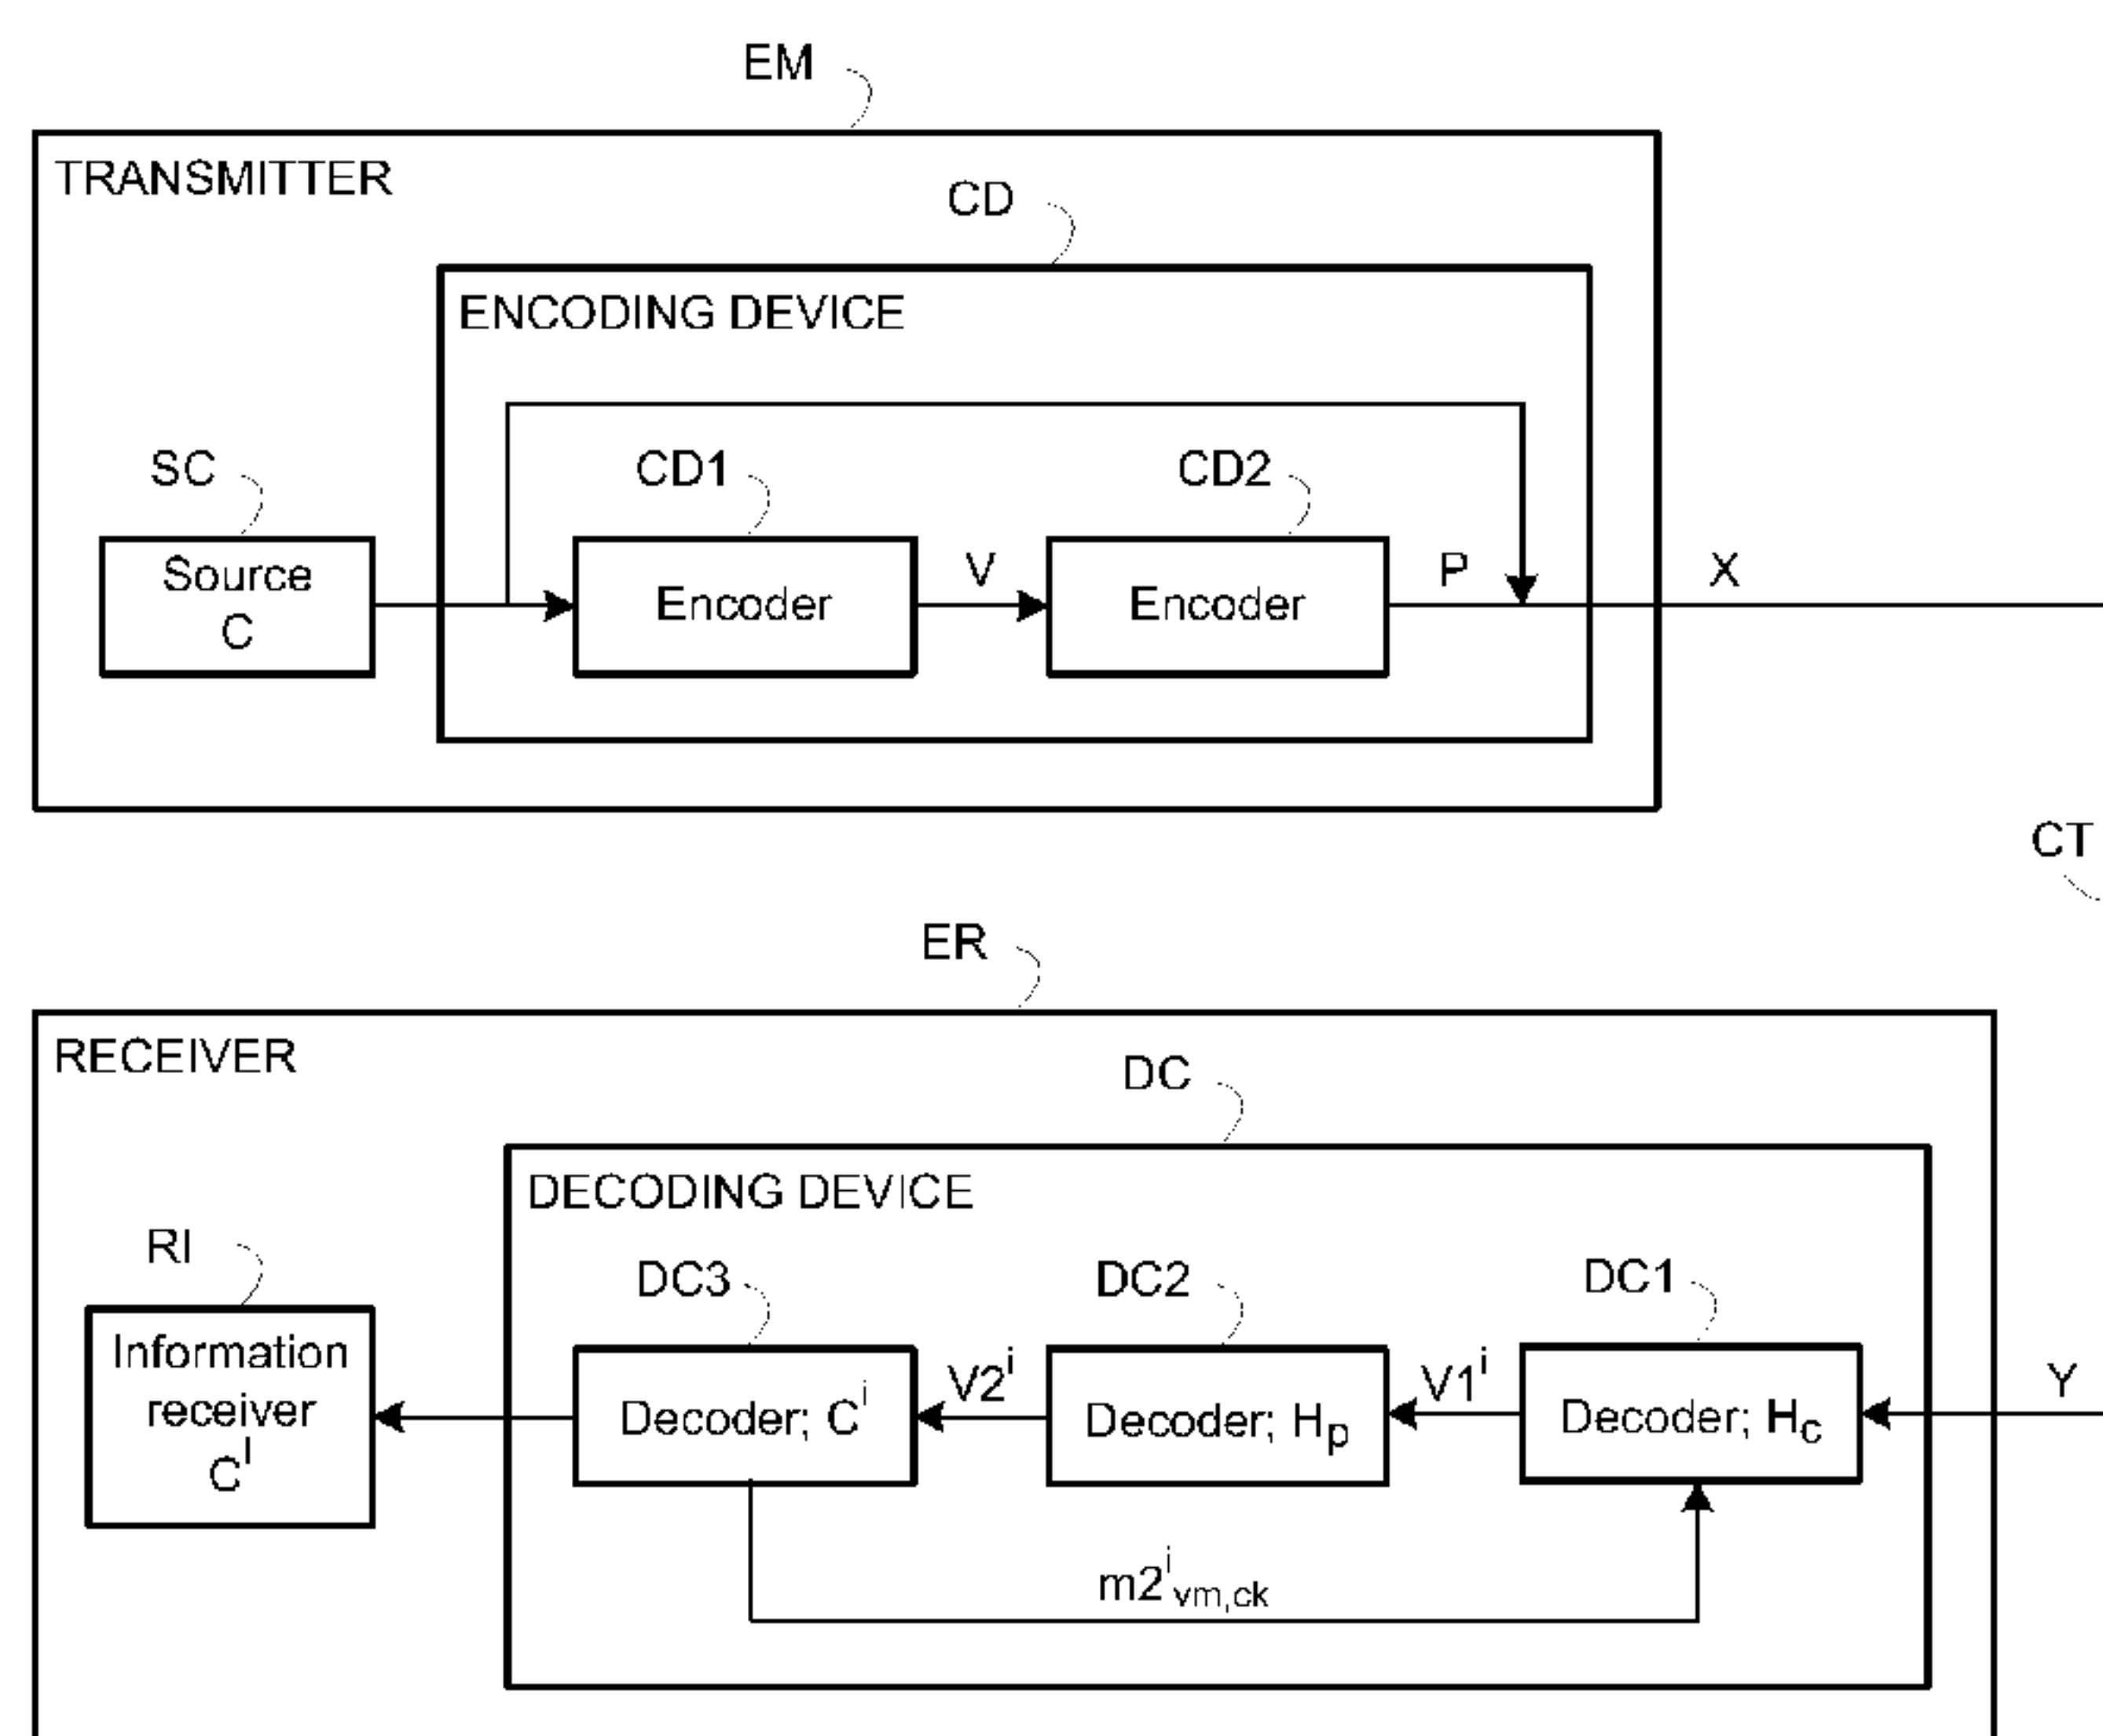 EM
TRANSMITTER
CD
ENCODING DEVICE
SC
CD1
CD2
Source
C
Encoder
V
Encoder
P
X
CT
ER
RECEIVER
DC
DECODING DEVICE
RI
DC3
DC2
DC1
Information
receiver
C^I
Decoder; C^i
V2^i
Decoder; H_p
V1^i
Decoder; H_c
Y
m2^i_vm,ck